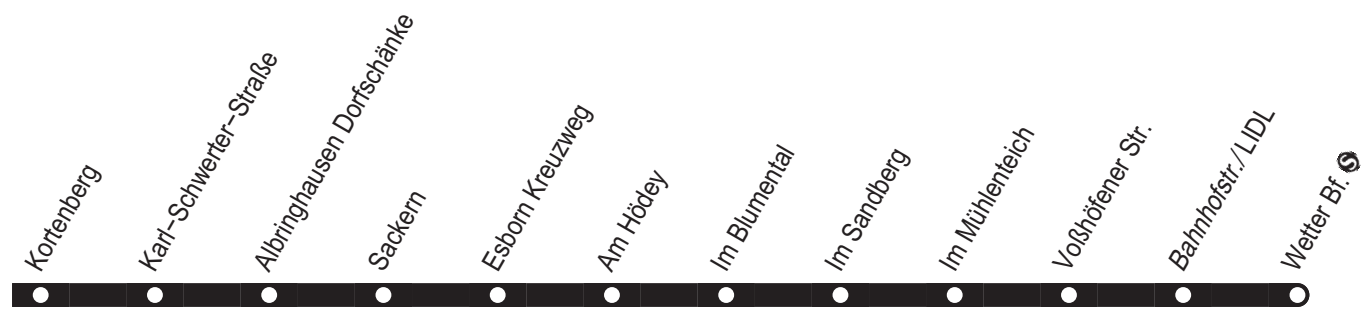 Kortenberg
Karl-Schwerter-Straße
Albringhausen Dorfschänke
Sackern
Esborn Kreuzweg
Am Hödey
Im Blumental
Im Sandberg
Im Mühlenteich
Voßhöfener Str.
Bahnhofstr./LIDL
Wetter Bf. S